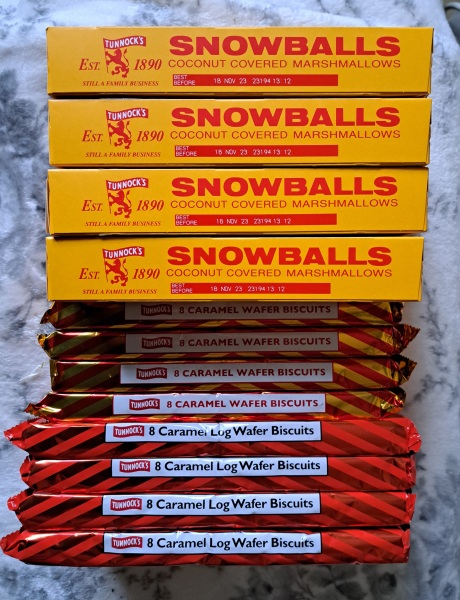 TUNNOCK'S
SNOWBALLS
EST. 1890 COCONUT COVERED MARSHMALLOWS
STILL A FAMILY BUSINESS
BEST BEFORE 18 NOV 23 23194 13:12
TUNNOCK'S
SNOWBALLS
EST. 1890 COCONUT COVERED MARSHMALLOWS
STILL A FAMILY BUSINESS
BEST BEFORE 18 NOV 23 23194 13:12
TUNNOCK'S
SNOWBALLS
EST. 1890 COCONUT COVERED MARSHMALLOWS
STILL A FAMILY BUSINESS
BEST BEFORE 18 NOV 23 23194 13:12
TUNNOCK'S
SNOWBALLS
EST. 1890 COCONUT COVERED MARSHMALLOWS
STILL A FAMILY BUSINESS
BEST BEFORE 18 NOV 23 23194 13:12
TUNNOCK'S 8 CARAMEL WAFER BISCUITS
TUNNOCK'S 8 CARAMEL WAFER BISCUITS
TUNNOCK'S 8 CARAMEL WAFER BISCUITS
TUNNOCK'S 8 CARAMEL WAFER BISCUITS
TUNNOCK'S 8 Caramel Log Wafer Biscuits
TUNNOCK'S 8 Caramel Log Wafer Biscuits
TUNNOCK'S 8 Caramel Log Wafer Biscuits
TUNNOCK'S 8 Caramel Log Wafer Biscuits